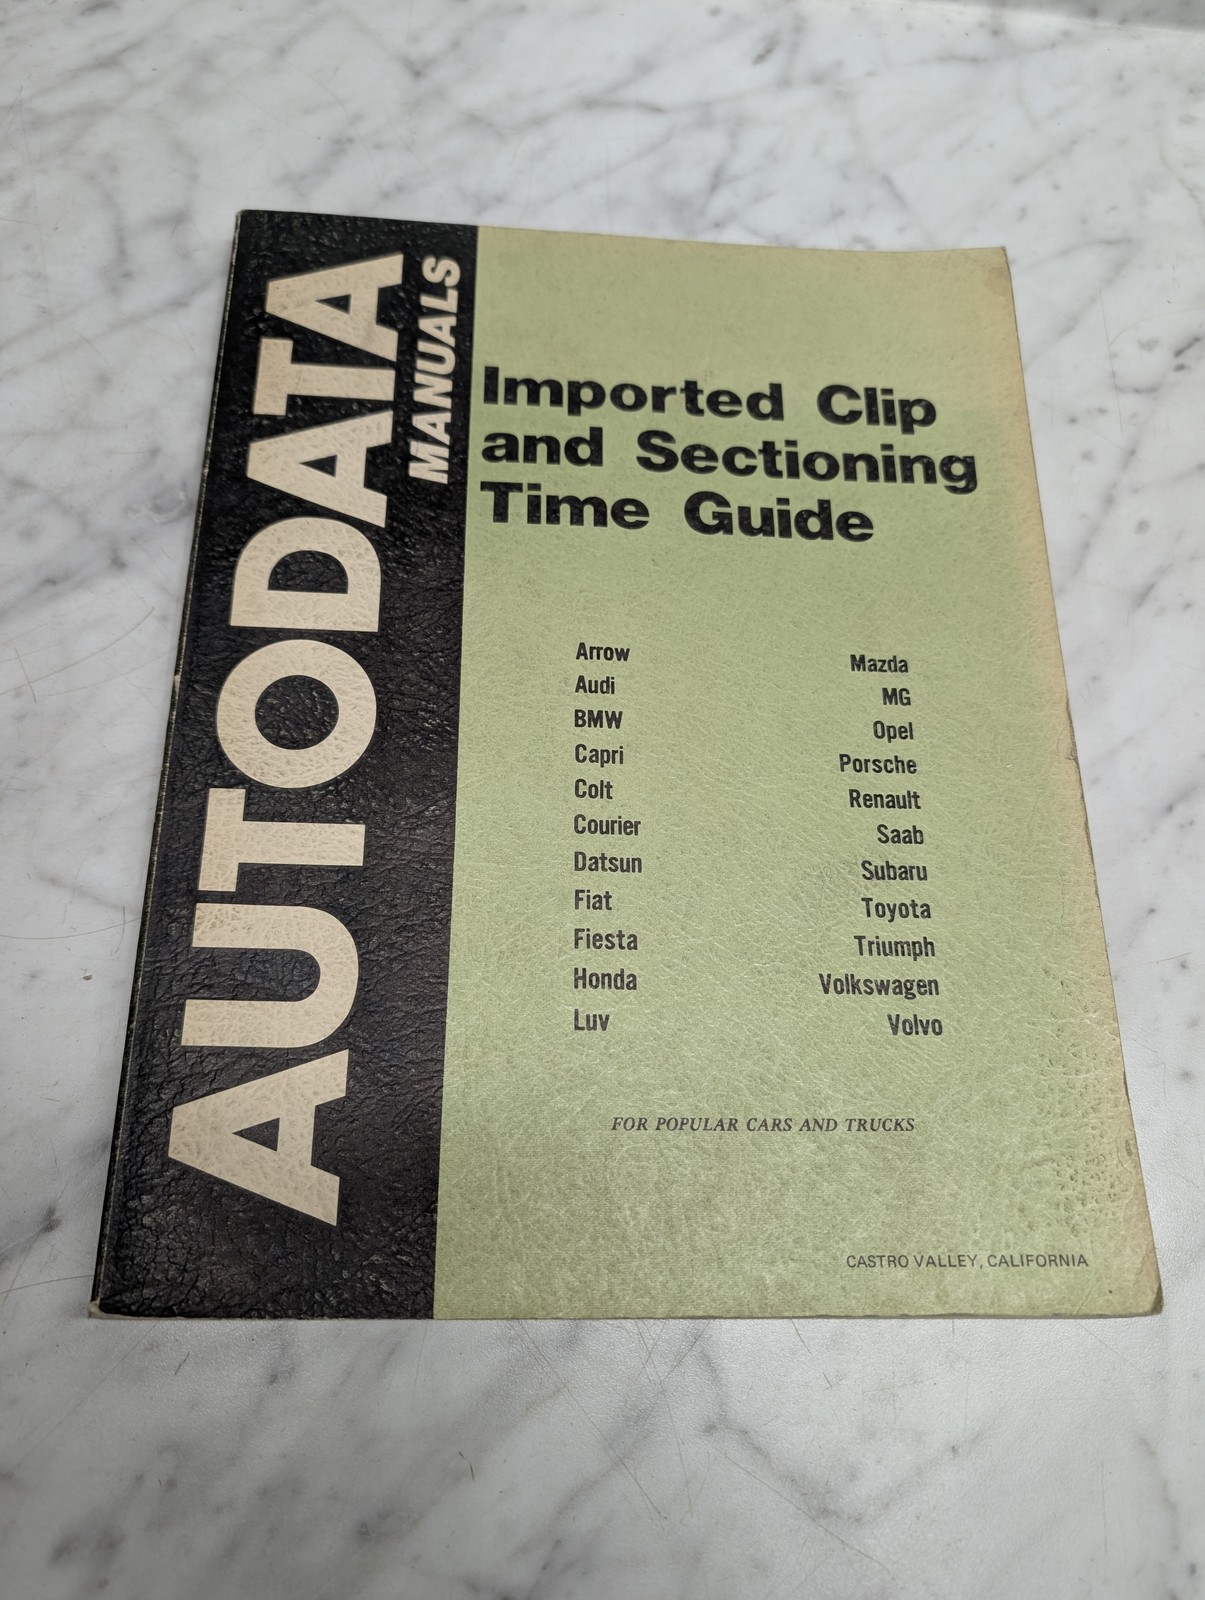 AUTODATA
MANUALS
Imported Clip
and Sectioning
Time Guide
Arrow
Audi
BMW
Capri
Colt
Courier
Datsun
Fiat
Fiesta
Honda
Luv
Mazda
MG
Opel
Porsche
Renault
Saab
Subaru
Toyota
Triumph
Volkswagen
Volvo
FOR POPULAR CARS AND TRUCKS
CASTRO VALLEY, CALIFORNIA